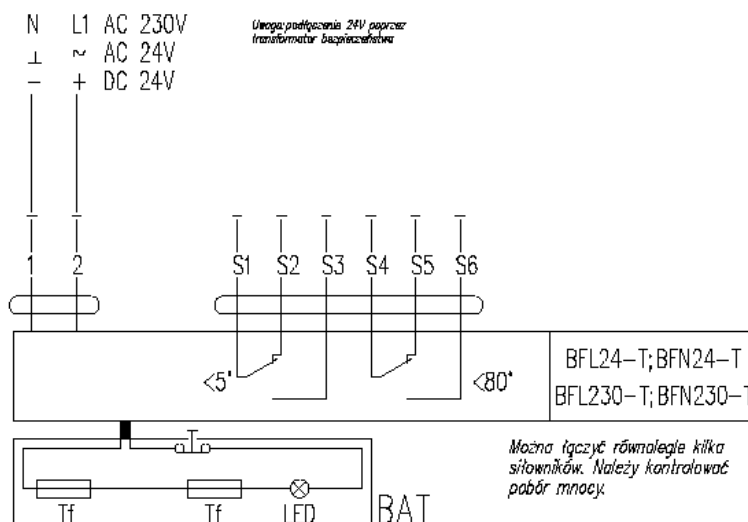 N L1 AC 230V
⊥ ~ AC 24V
− + DC 24V
Uwaga:podłączenie 24V poprzez
transformator bezpieczeństwa
1 2 S1 S2 S3 S4 S5 S6
<5° <80°
BFL24-T;BFN24-T
BFL230-T;BFN230-T
Można łączyć równolegle kilka
siłowników. Należy kontrolować
pobór mnocy.
Tf Tf LED BAT